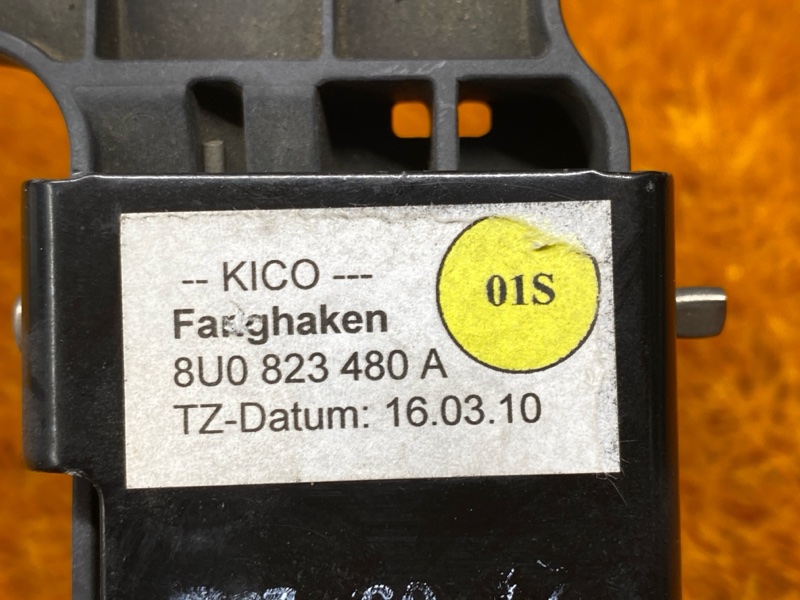 -- KICO ---
01S
Fanghaken
8U0 823 480 A
TZ-Datum: 16.03.10